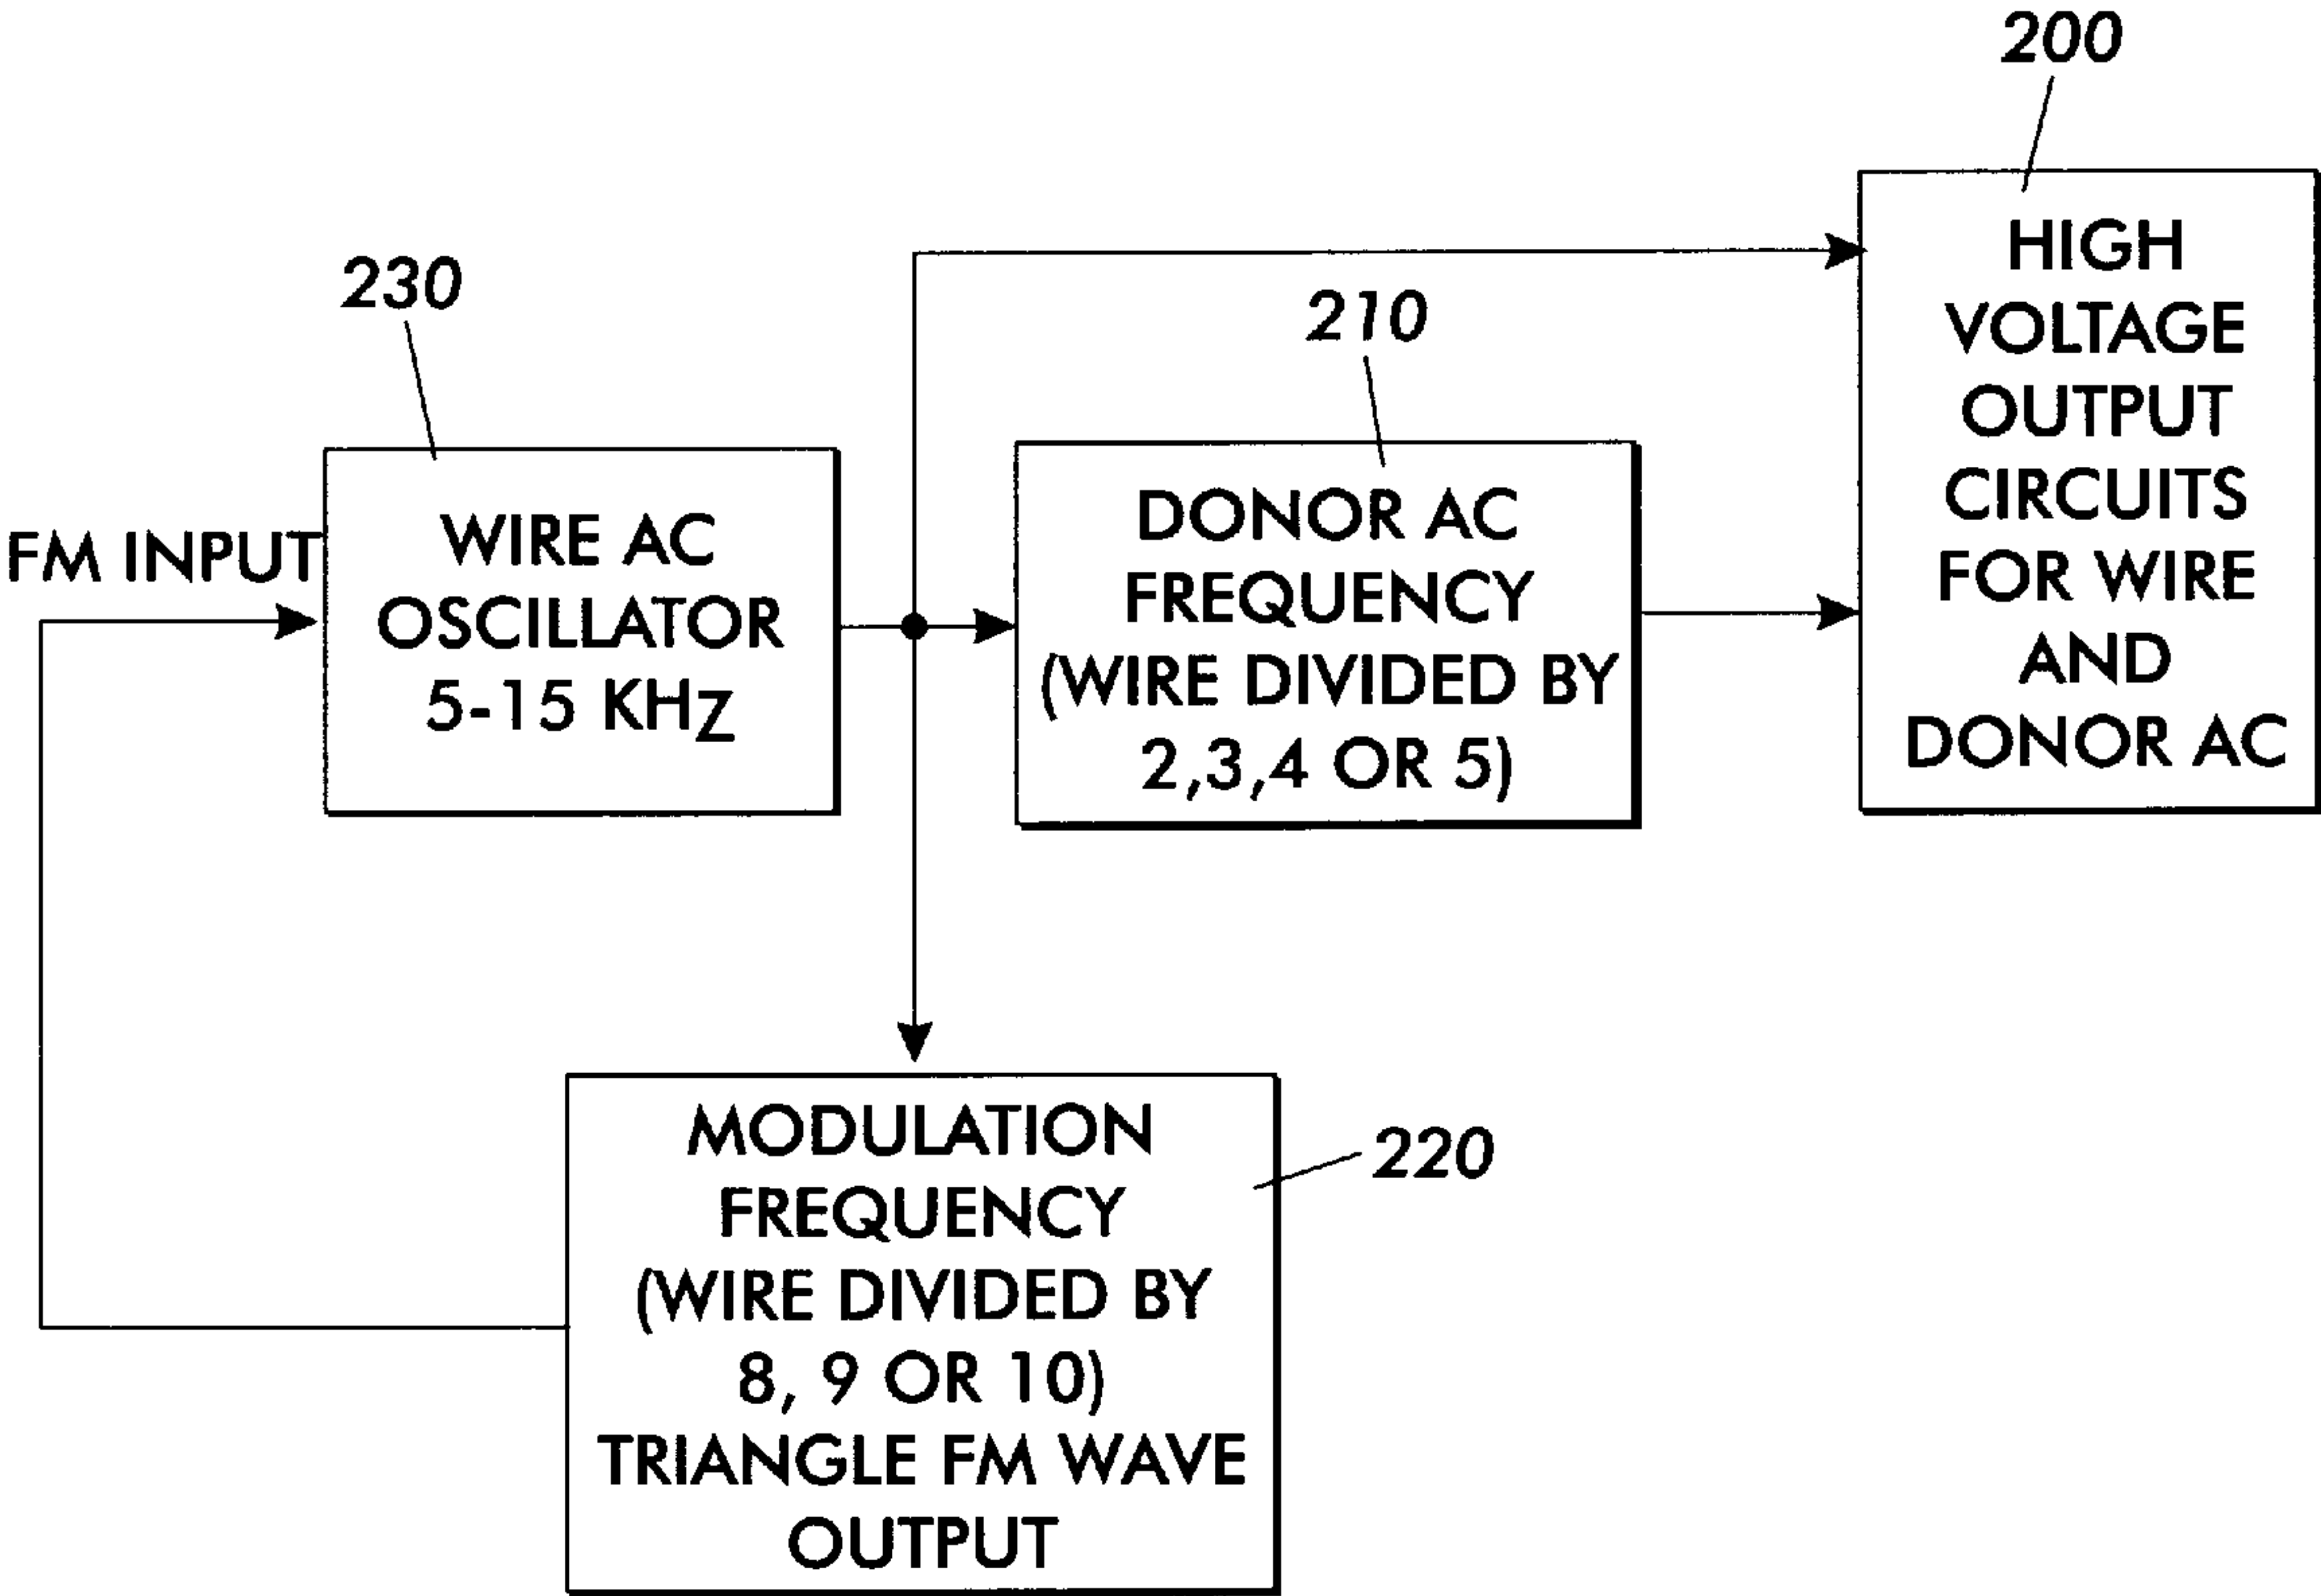 200
230
210
HIGH
VOLTAGE
OUTPUT
CIRCUITS
FOR WIRE
AND
DONOR AC
FM INPUT
WIRE AC
OSCILLATOR
5-15 KHZ
DONOR AC
FREQUENCY
(WIRE DIVIDED BY
2,3,4 OR 5)
MODULATION
FREQUENCY
(WIRE DIVIDED BY
8, 9 OR 10)
TRIANGLE FM WAVE
OUTPUT
220